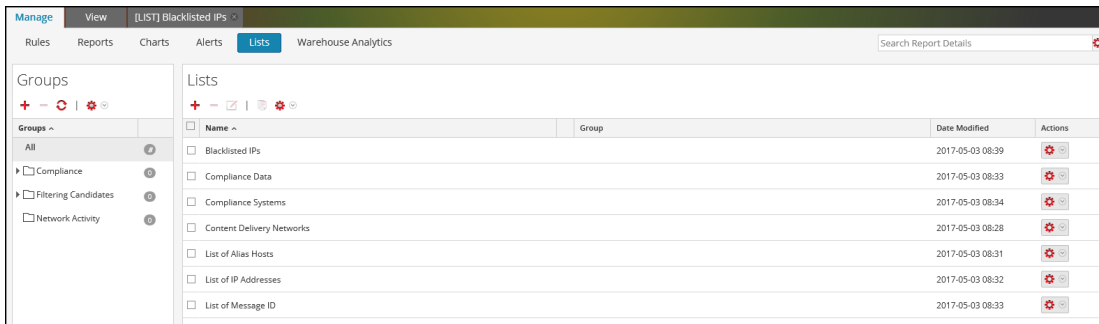 Manage View [LIST] Blacklisted IPs
Rules Reports Charts Alerts Lists Warehouse Analytics Search Report Details
Groups
Lists
Groups
Name Group Date Modified Actions
All
Compliance 0
Filtering Candidates 0
Network Activity 0
Blacklisted IPs 2017-05-03 08:39
Compliance Data 2017-05-03 08:33
Compliance Systems 2017-05-03 08:34
Content Delivery Networks 2017-05-03 08:28
List of Alias Hosts 2017-05-03 08:31
List of IP Addresses 2017-05-03 08:32
List of Message ID 2017-05-03 08:33